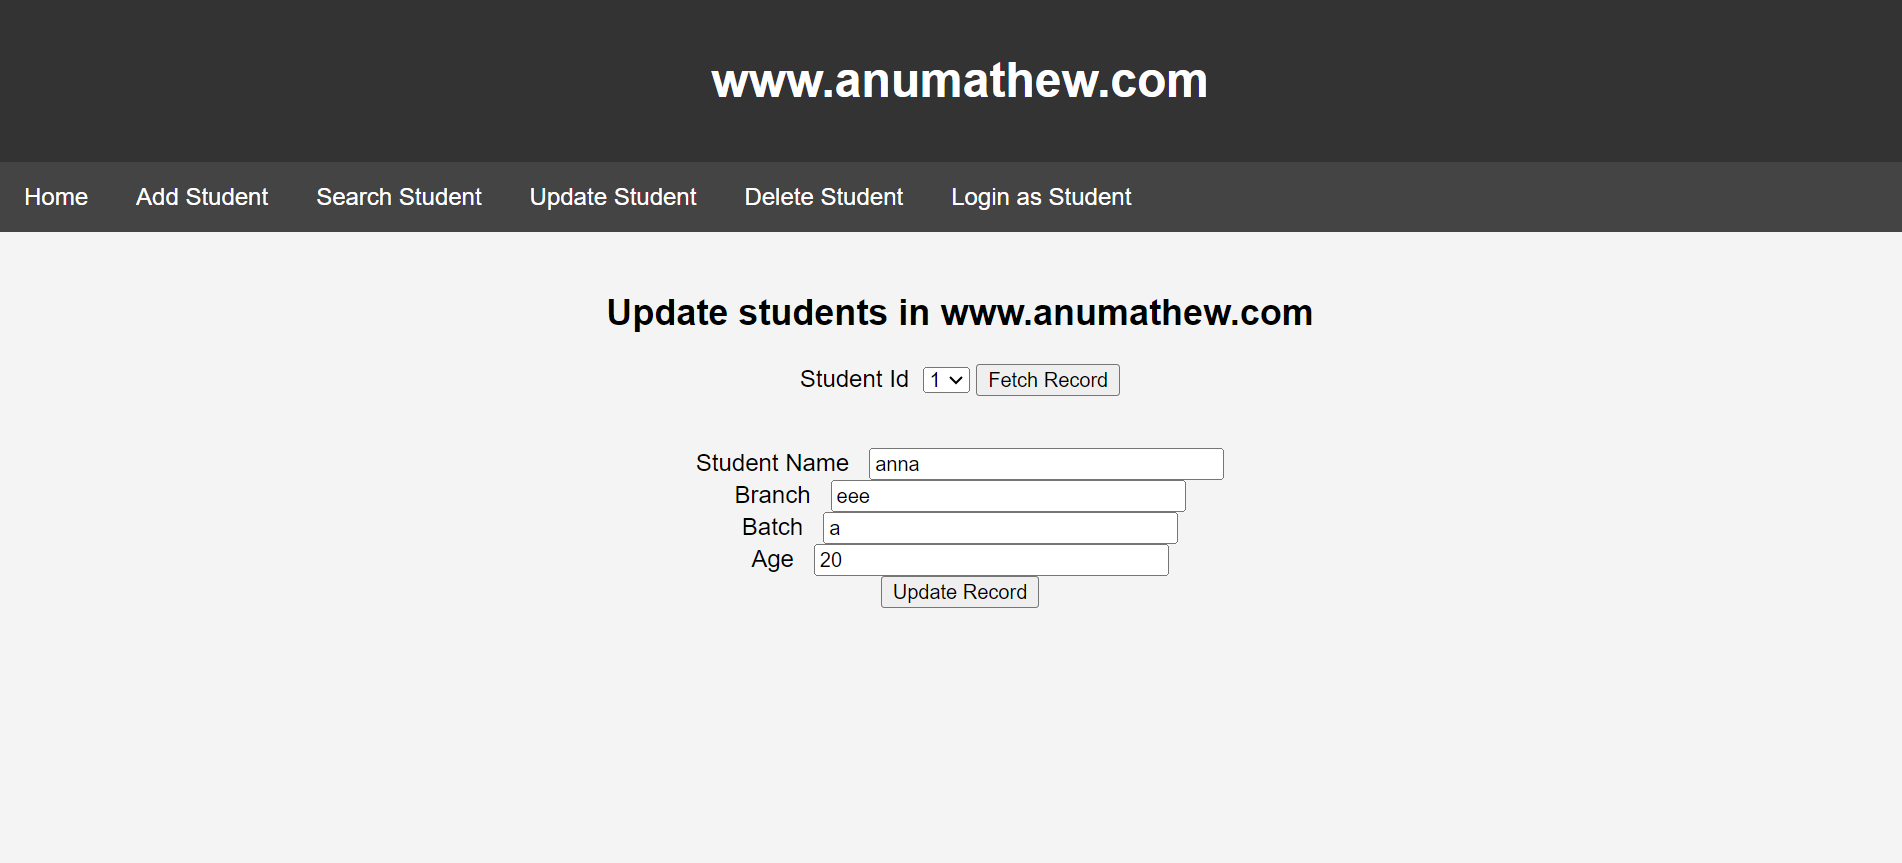 www.anumathew.com
Home Add Student Search Student Update Student Delete Student Login as Student
Update students in www.anumathew.com
Student Id 1 Fetch Record
Student Name anna
Branch eee
Batch a
Age 20
Update Record